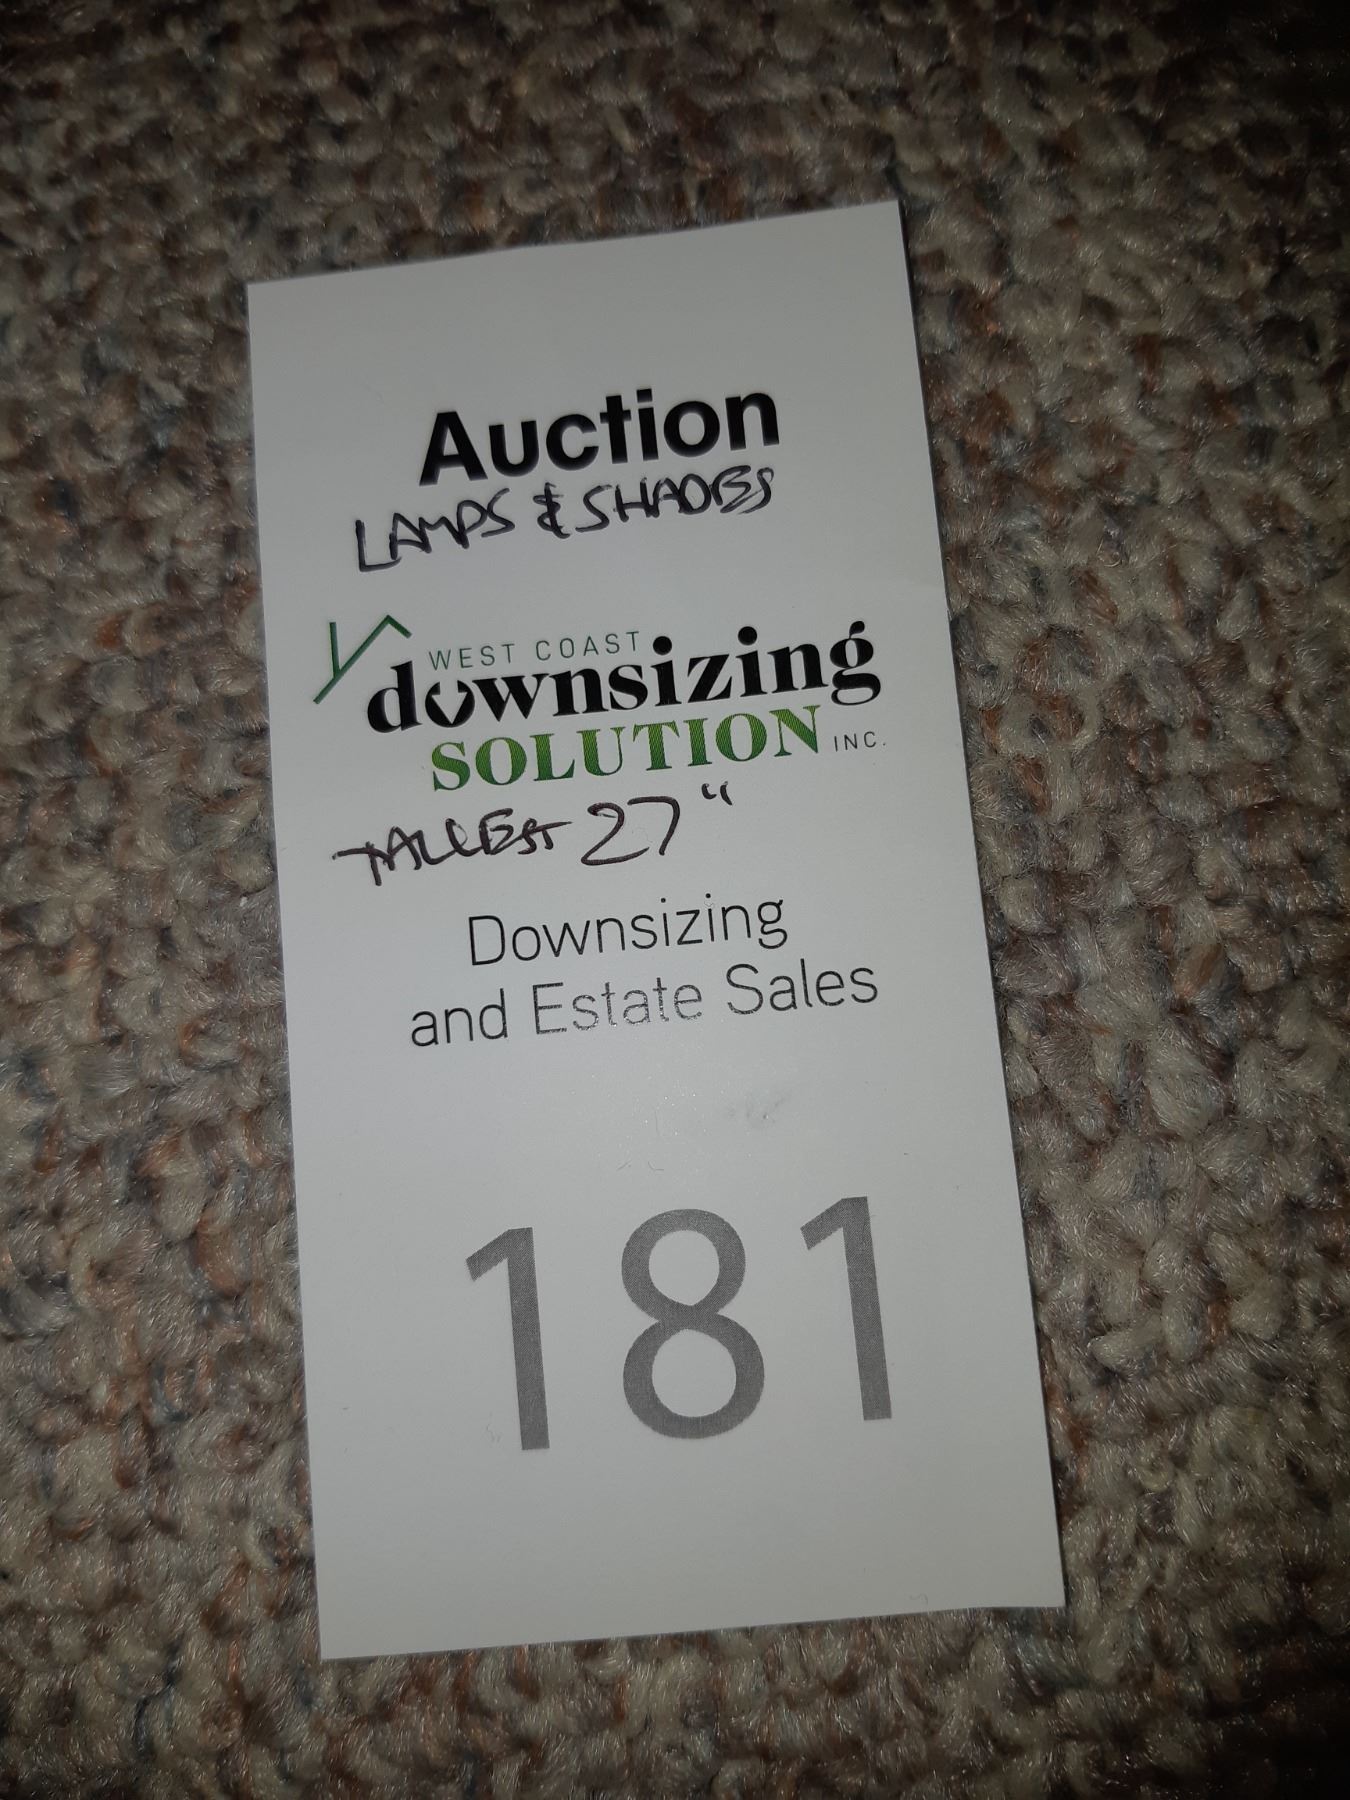 Auction
LAMPS & SHADES
WEST COAST
downsizing
SOLUTION INC.
TALLEST 27"
Downsizing
and Estate Sales
181